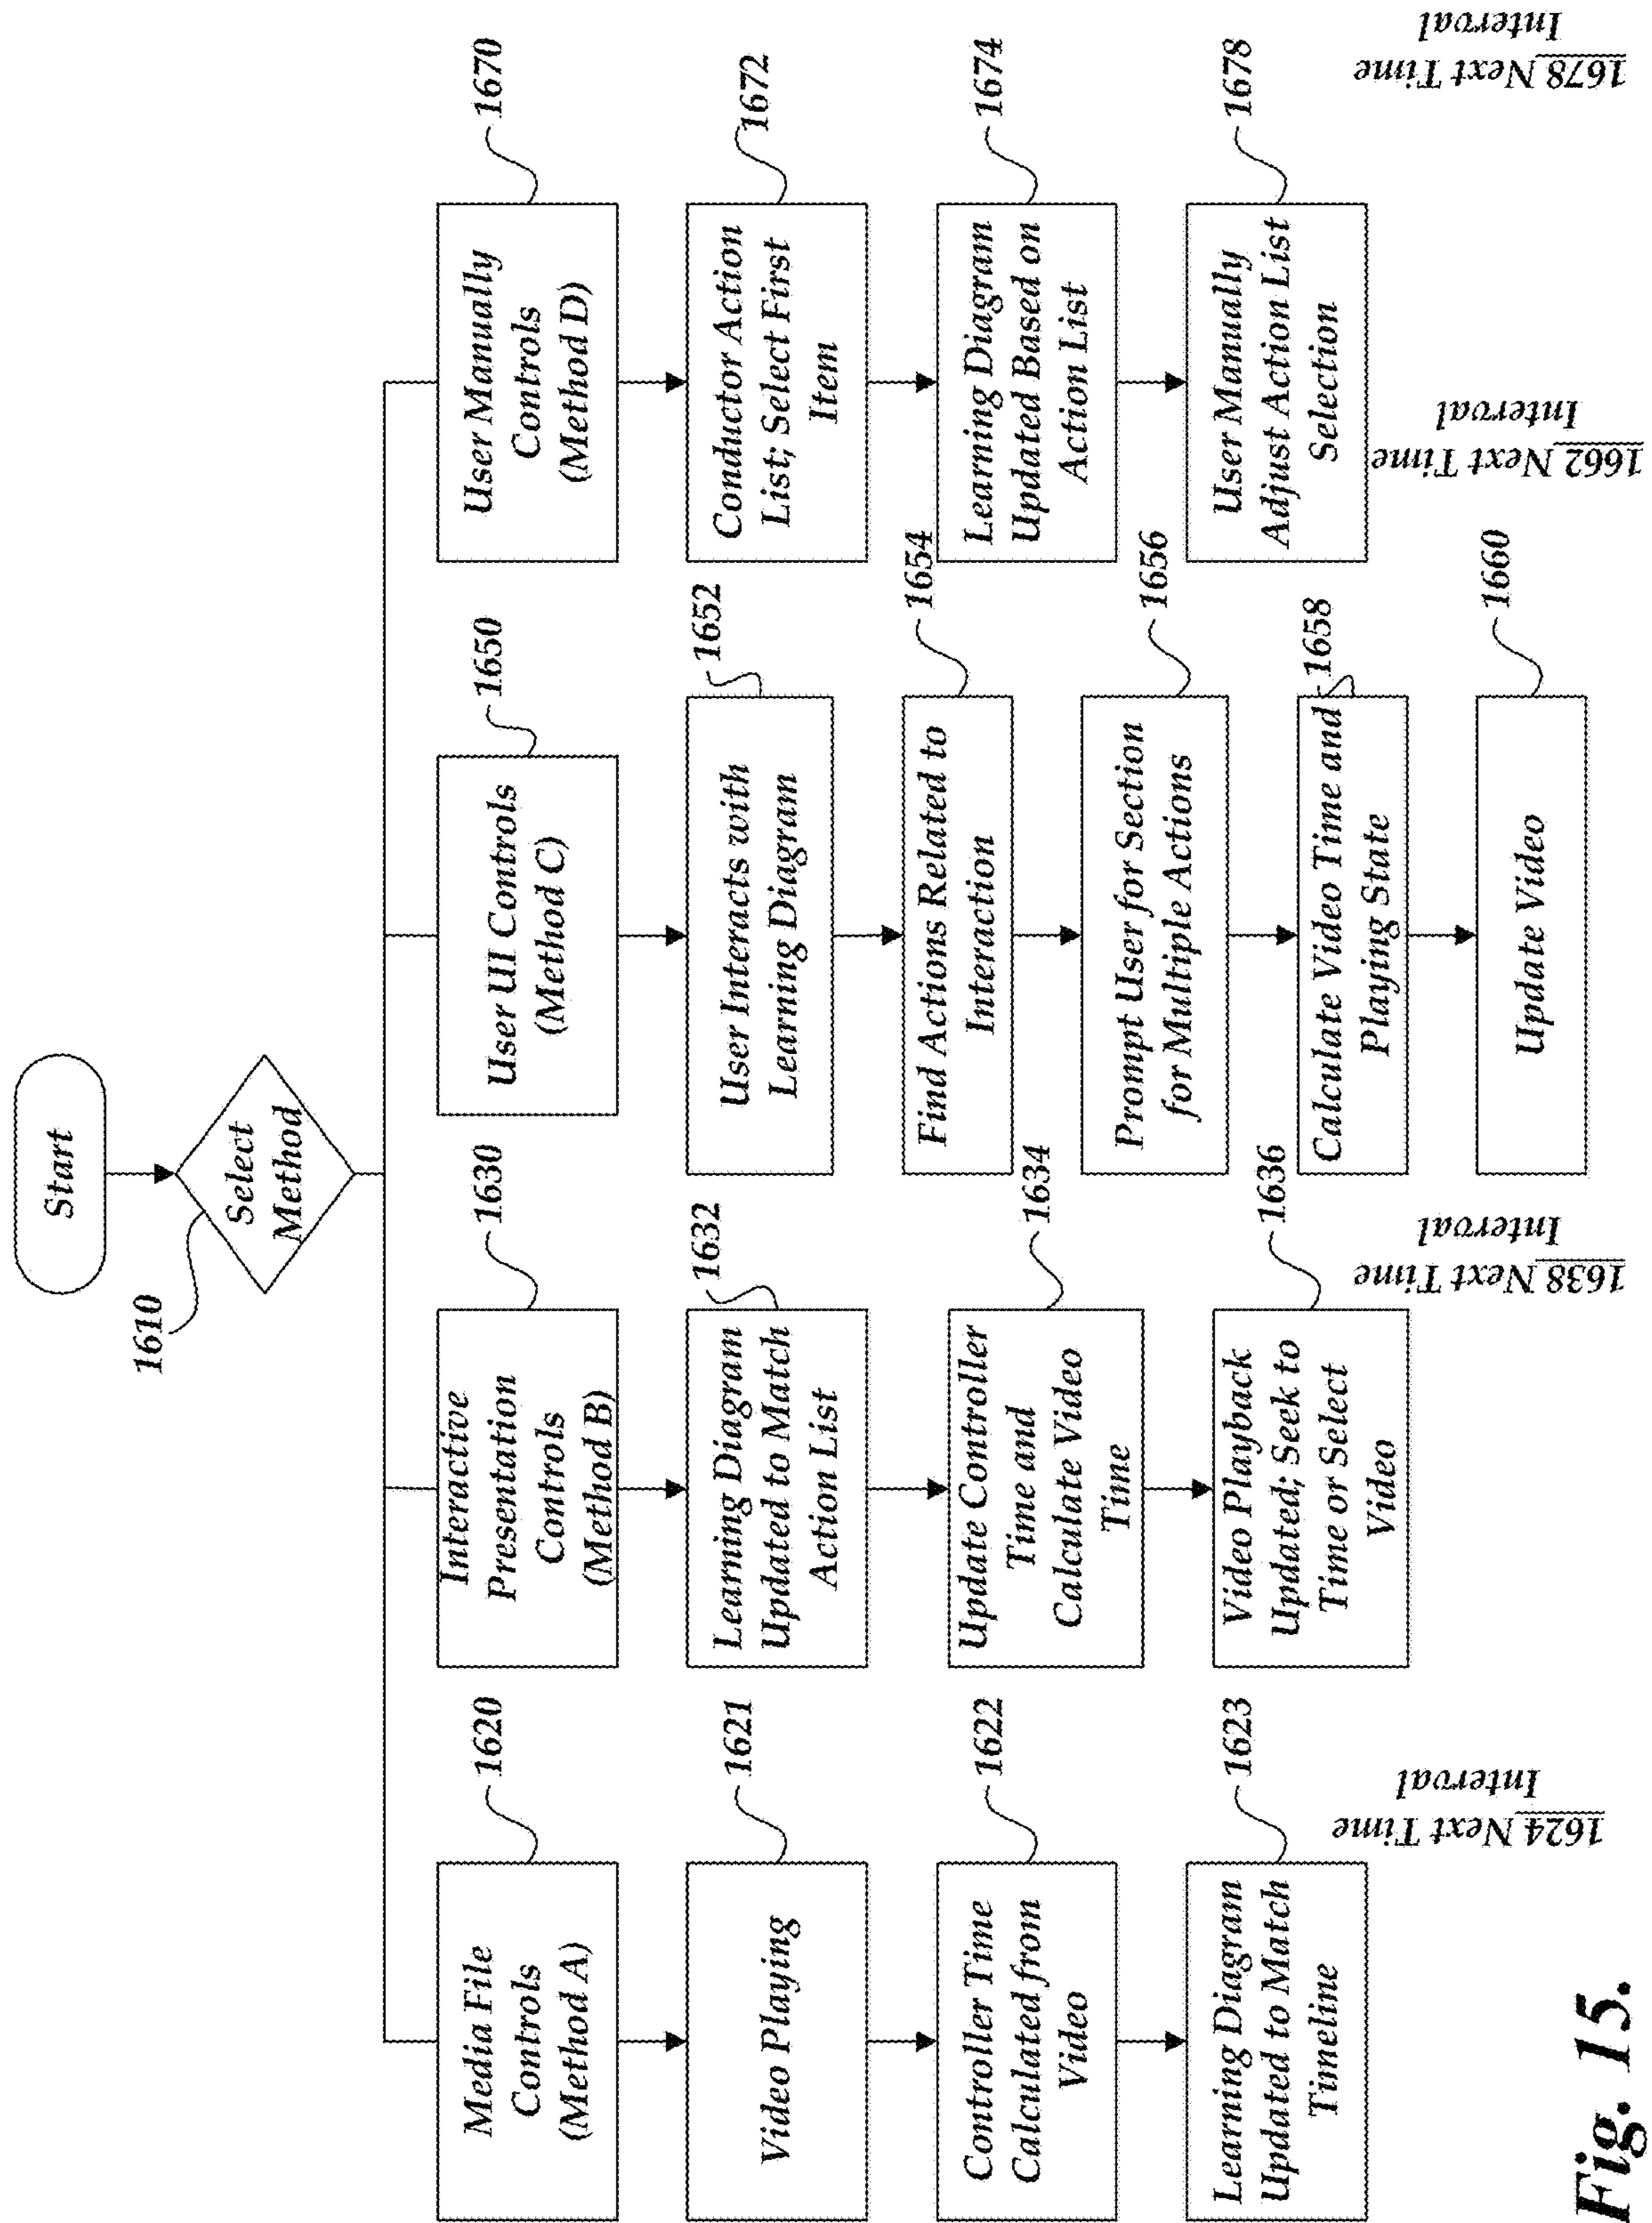 Start
1610
Select
Method
Media File
Controls
(Method A)
1620
Video Playing
1621
Controller Time
Calculated from
Video
1622
Learning Diagram
Updated to Match
Timeline
1623
1624 Next Time
Interval
Interactive
Presentation
Controls
(Method B)
1630
Learning Diagram
Updated to Match
Action List
1632
Update Controller
Time and
Calculate Video
Time
1634
Video Playback
Updated; Seek to
Time or Select
Video
1636
1638 Next Time
Interval
User UI Controls
(Method C)
1650
User Interacts with
Learning Diagram
1652
Find Actions Related to
Interaction
1654
Prompt User for Section
for Multiple Actions
1656
Calculate Video Time and
Playing State
1658
Update Video
1660
1662 Next Time
Interval
User Manually
Controls
(Method D)
1670
Conductor Action
List; Select First
Item
1672
Learning Diagram
Updated Based on
Action List
1674
User Manually
Adjust Action List
Selection
1678
1678 Next Time
Interval
Fig. 15.